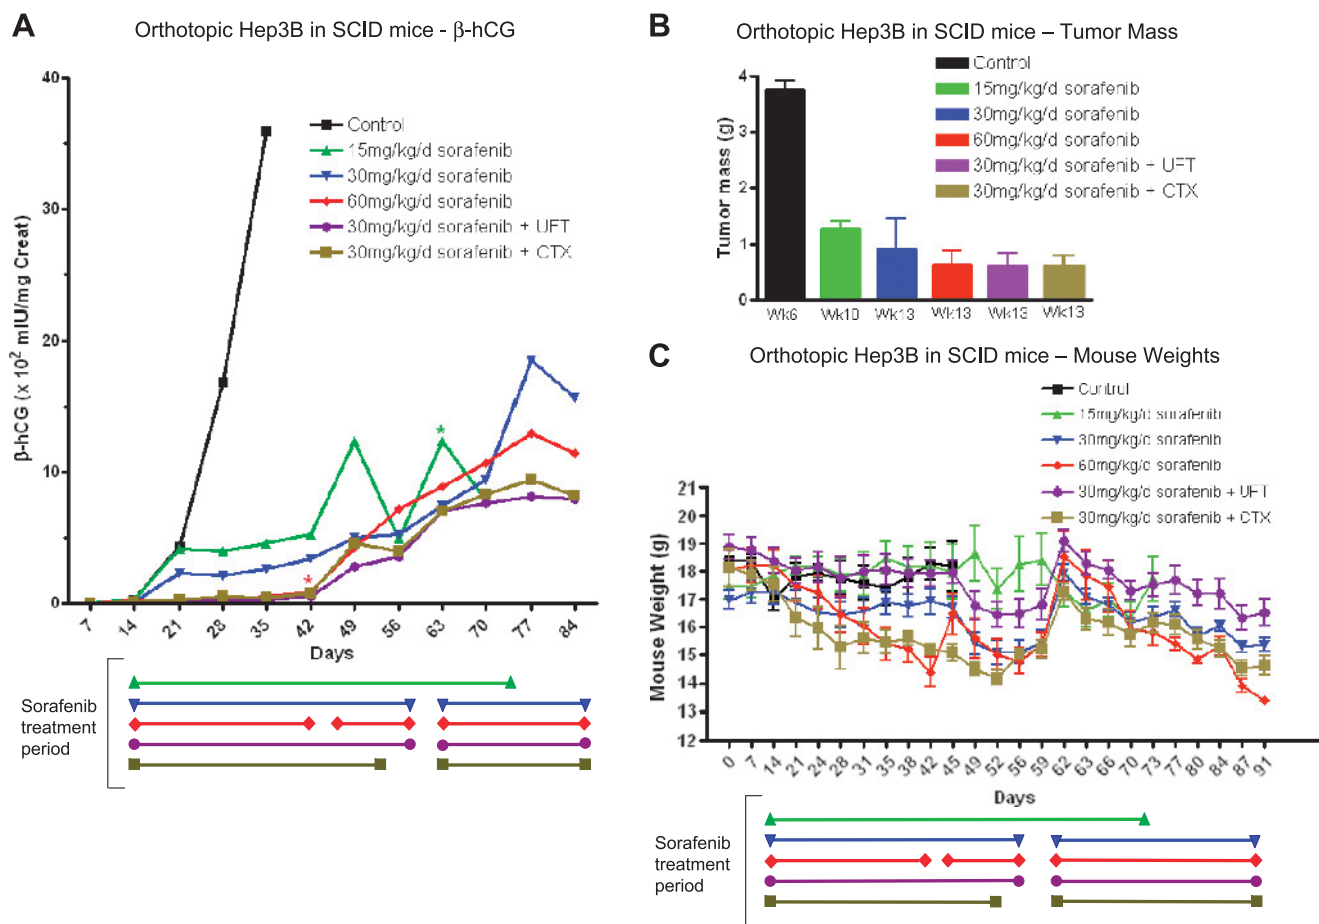 A
Orthotopic Hep3B in SCID mice - β-hCG
40
30
20
10
0
β-hCG (x 10² mIU/mg Creat)
Control
15mg/kg/d sorafenib
30mg/kg/d sorafenib
60mg/kg/d sorafenib
30mg/kg/d sorafenib + UFT
30mg/kg/d sorafenib + CTX
*
*
7 14 21 28 35 42 49 56 63 70 77 84
Days
Sorafenib
treatment
period
B
Orthotopic Hep3B in SCID mice – Tumor Mass
Control
15mg/kg/d sorafenib
30mg/kg/d sorafenib
60mg/kg/d sorafenib
30mg/kg/d sorafenib + UFT
30mg/kg/d sorafenib + CTX
4
3
2
1
0
Tumor mass (g)
Wk6 Wk10 Wk13 Wk13 Wk13 Wk13
C
Orthotopic Hep3B in SCID mice – Mouse Weights
Control
15mg/kg/d sorafenib
30mg/kg/d sorafenib
60mg/kg/d sorafenib
30mg/kg/d sorafenib + UFT
30mg/kg/d sorafenib + CTX
21
20
19
18
17
16
15
14
13
12
Mouse Weight (g)
0 7 14 21 24 28 31 35 38 42 45 49 52 56 59 62 63 66 70 73 77 80 84 87 91
Days
Sorafenib
treatment
period